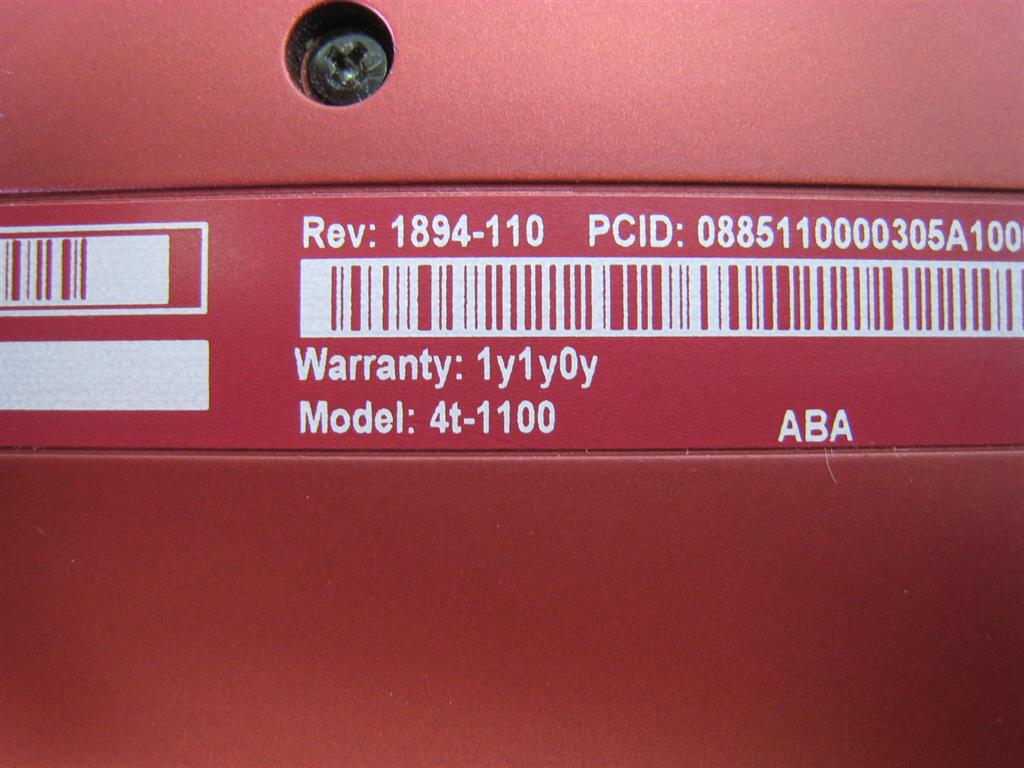 Rev: 1894-110 PCID: 0885110000305A100
Warranty: 1y1y0y
Model: 4t-1100 ABA